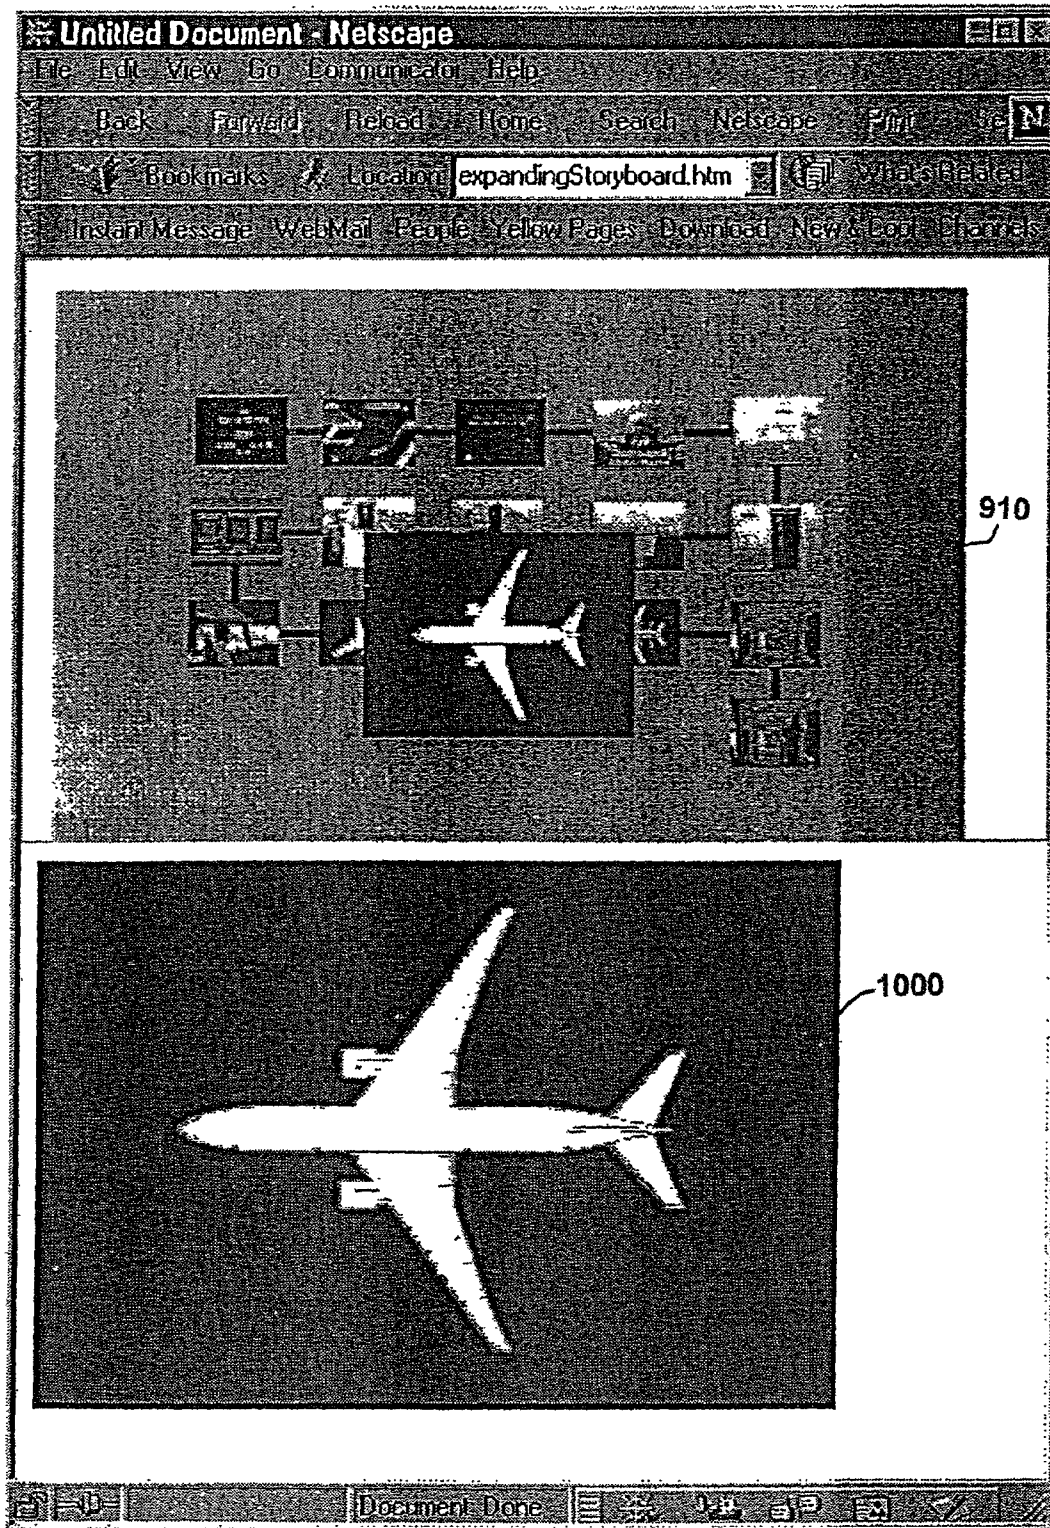 Untitled Document - Netscape
File Edit View Go Communicator Help
Back Forward Reload Home Search Netscape Print
N
Bookmarks Location: expandingStoryboard.htm What's Related
Instant Message WebMail People Yellow Pages Download New & Cool Channels
910
1000
Document: Done